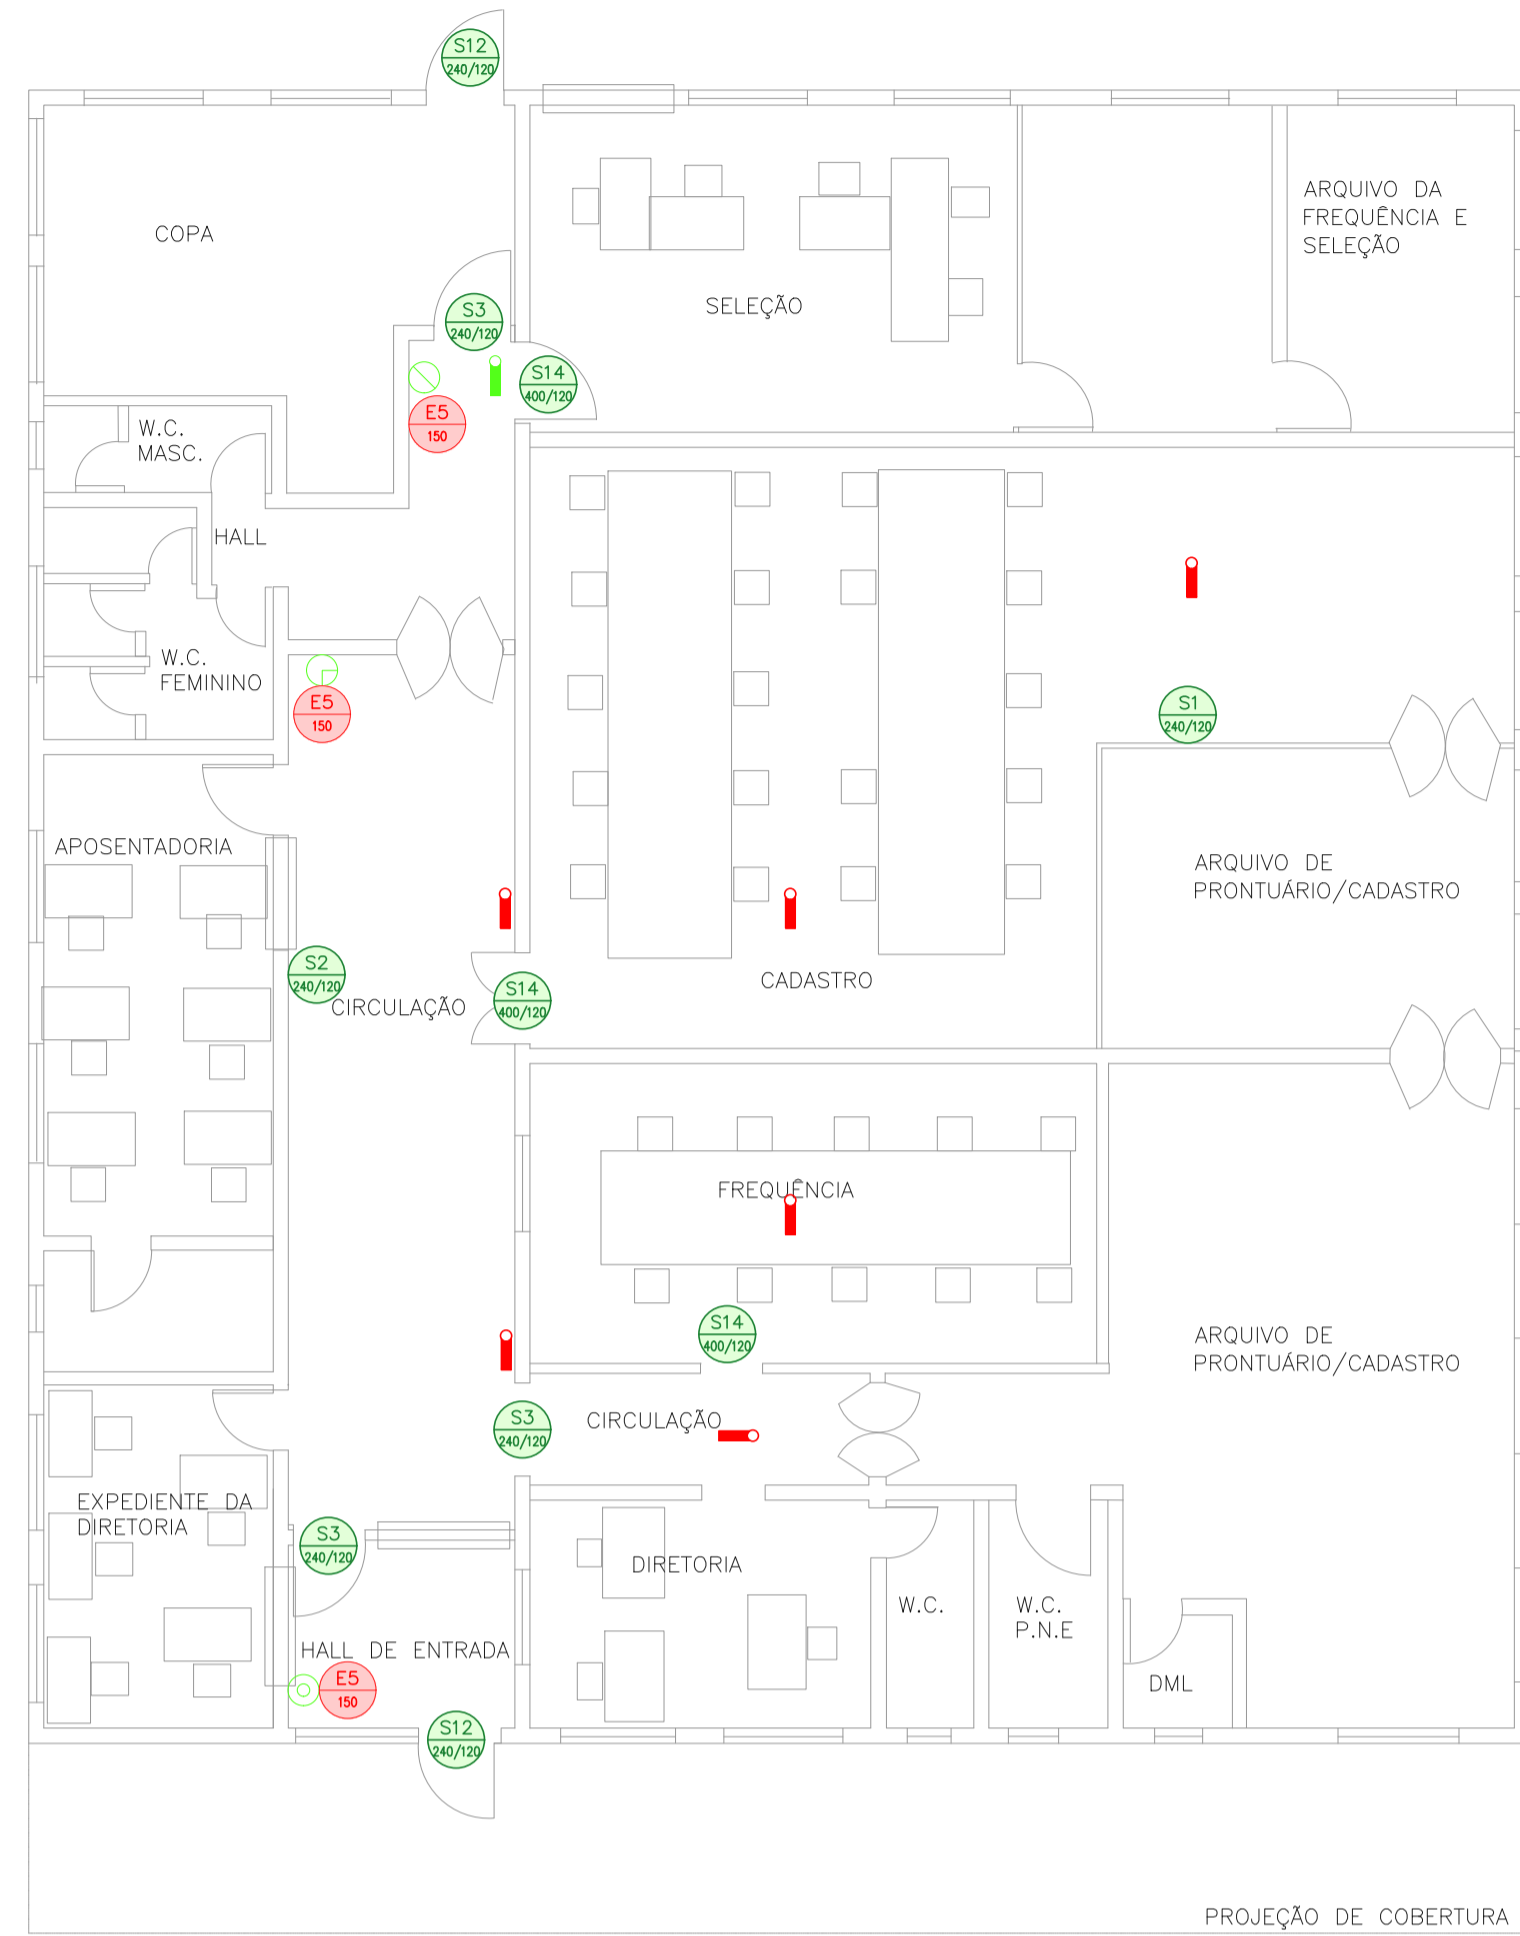 S12
240/120
ARQUIVO DA
FREQUÊNCIA E
SELEÇÃO
COPA
SELEÇÃO
S3
240/120
S14
400/120
E5
150
W.C.
MASC.
HALL
W.C.
FEMININO
E5
150
S1
240/120
APOSENTADORIA
ARQUIVO DE
PRONTUÁRIO/CADASTRO
S2
240/120
CIRCULAÇÃO
S14
400/120
CADASTRO
FREQUÊNCIA
S14
400/120
ARQUIVO DE
PRONTUÁRIO/CADASTRO
S3
240/120
CIRCULAÇÃO
EXPEDIENTE DA
DIRETORIA
S3
240/120
DIRETORIA
W.C.
W.C.
P.N.E
HALL DE ENTRADA
E5
150
DML
S12
240/120
PROJEÇÃO DE COBERTURA